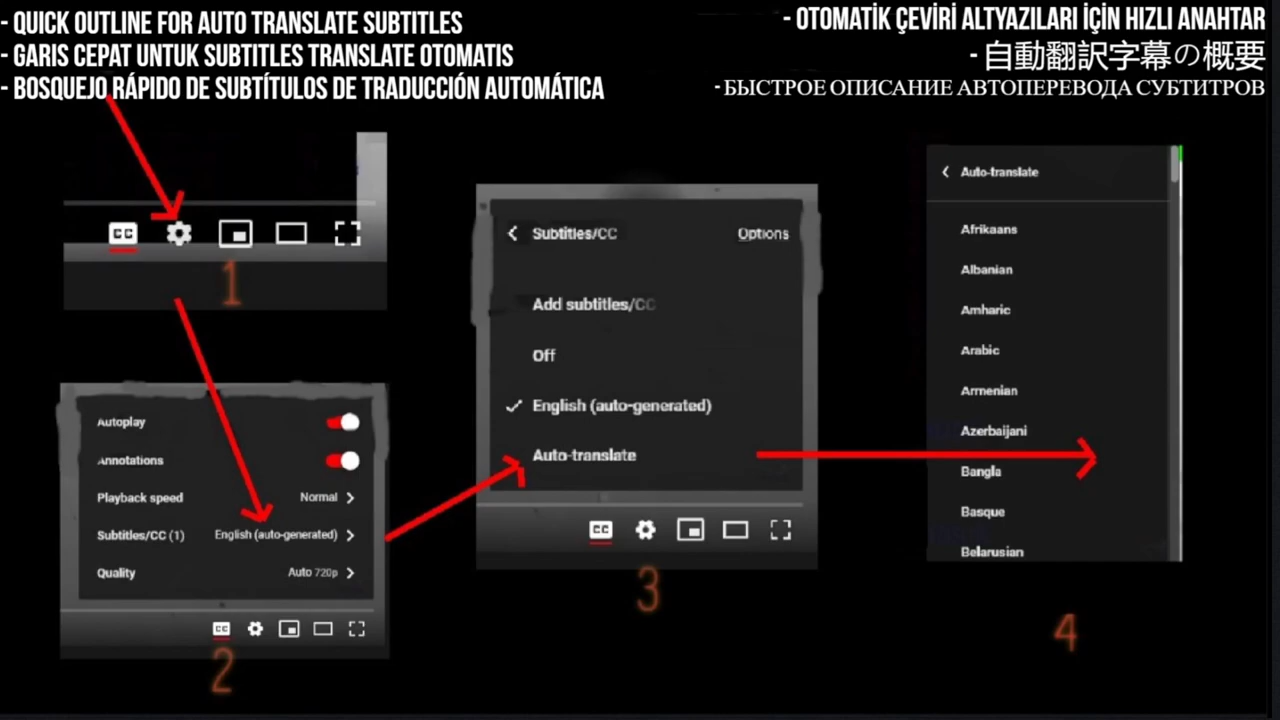 - QUICK OUTLINE FOR AUTO TRANSLATE SUBTITLES
- GARIS CEPAT UNTUK SUBTITLES TRANSLATE OTOMATIS
- BOSQUEJO RÁPIDO DE SUBTÍTULOS DE TRADUCCIÓN AUTOMÁTICA
- OTOMATİK ÇEVİRİ ALTYAZILARI İÇİN HIZLI ANAHTAR
- 自動翻訳字幕の概要
- БЫСТРОЕ ОПИСАНИЕ АВТОПЕРЕВОДА СУБТИТРОВ
CC
1
Autoplay
Annotations
Playback speed Normal
Subtitles/CC (1) English (auto-generated)
Quality Auto 720p
CC
2
Subtitles/CC Options
Add subtitles/CC
Off
English (auto-generated)
Auto-translate
CC
3
Auto-translate
Afrikaans
Albanian
Amharic
Arabic
Armenian
Azerbaijani
Bangla
Basque
Belarusian
4